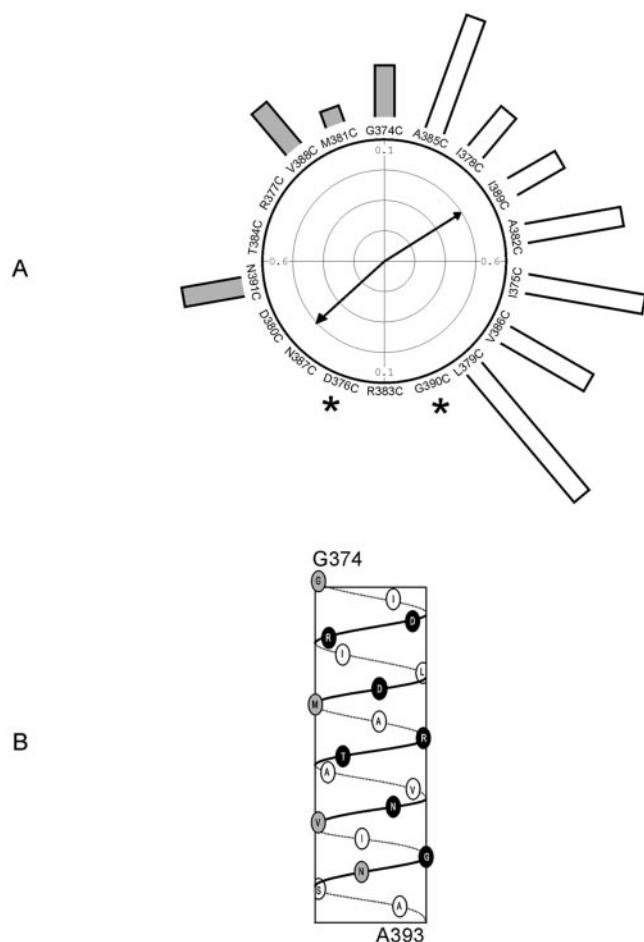 A
G374C
A385C
I378C
I389C
A382C
I375C
V386C
L379C
G390C
R383C
D376C
N387C
D380C
N391C
T384C
R377C
V388C
M381C
0.1
0.6
0.6
0.1
*
*
B
G374
G
I
D
R
I
L
D
M
A
R
T
A
V
N
V
I
G
N
S
A
A393